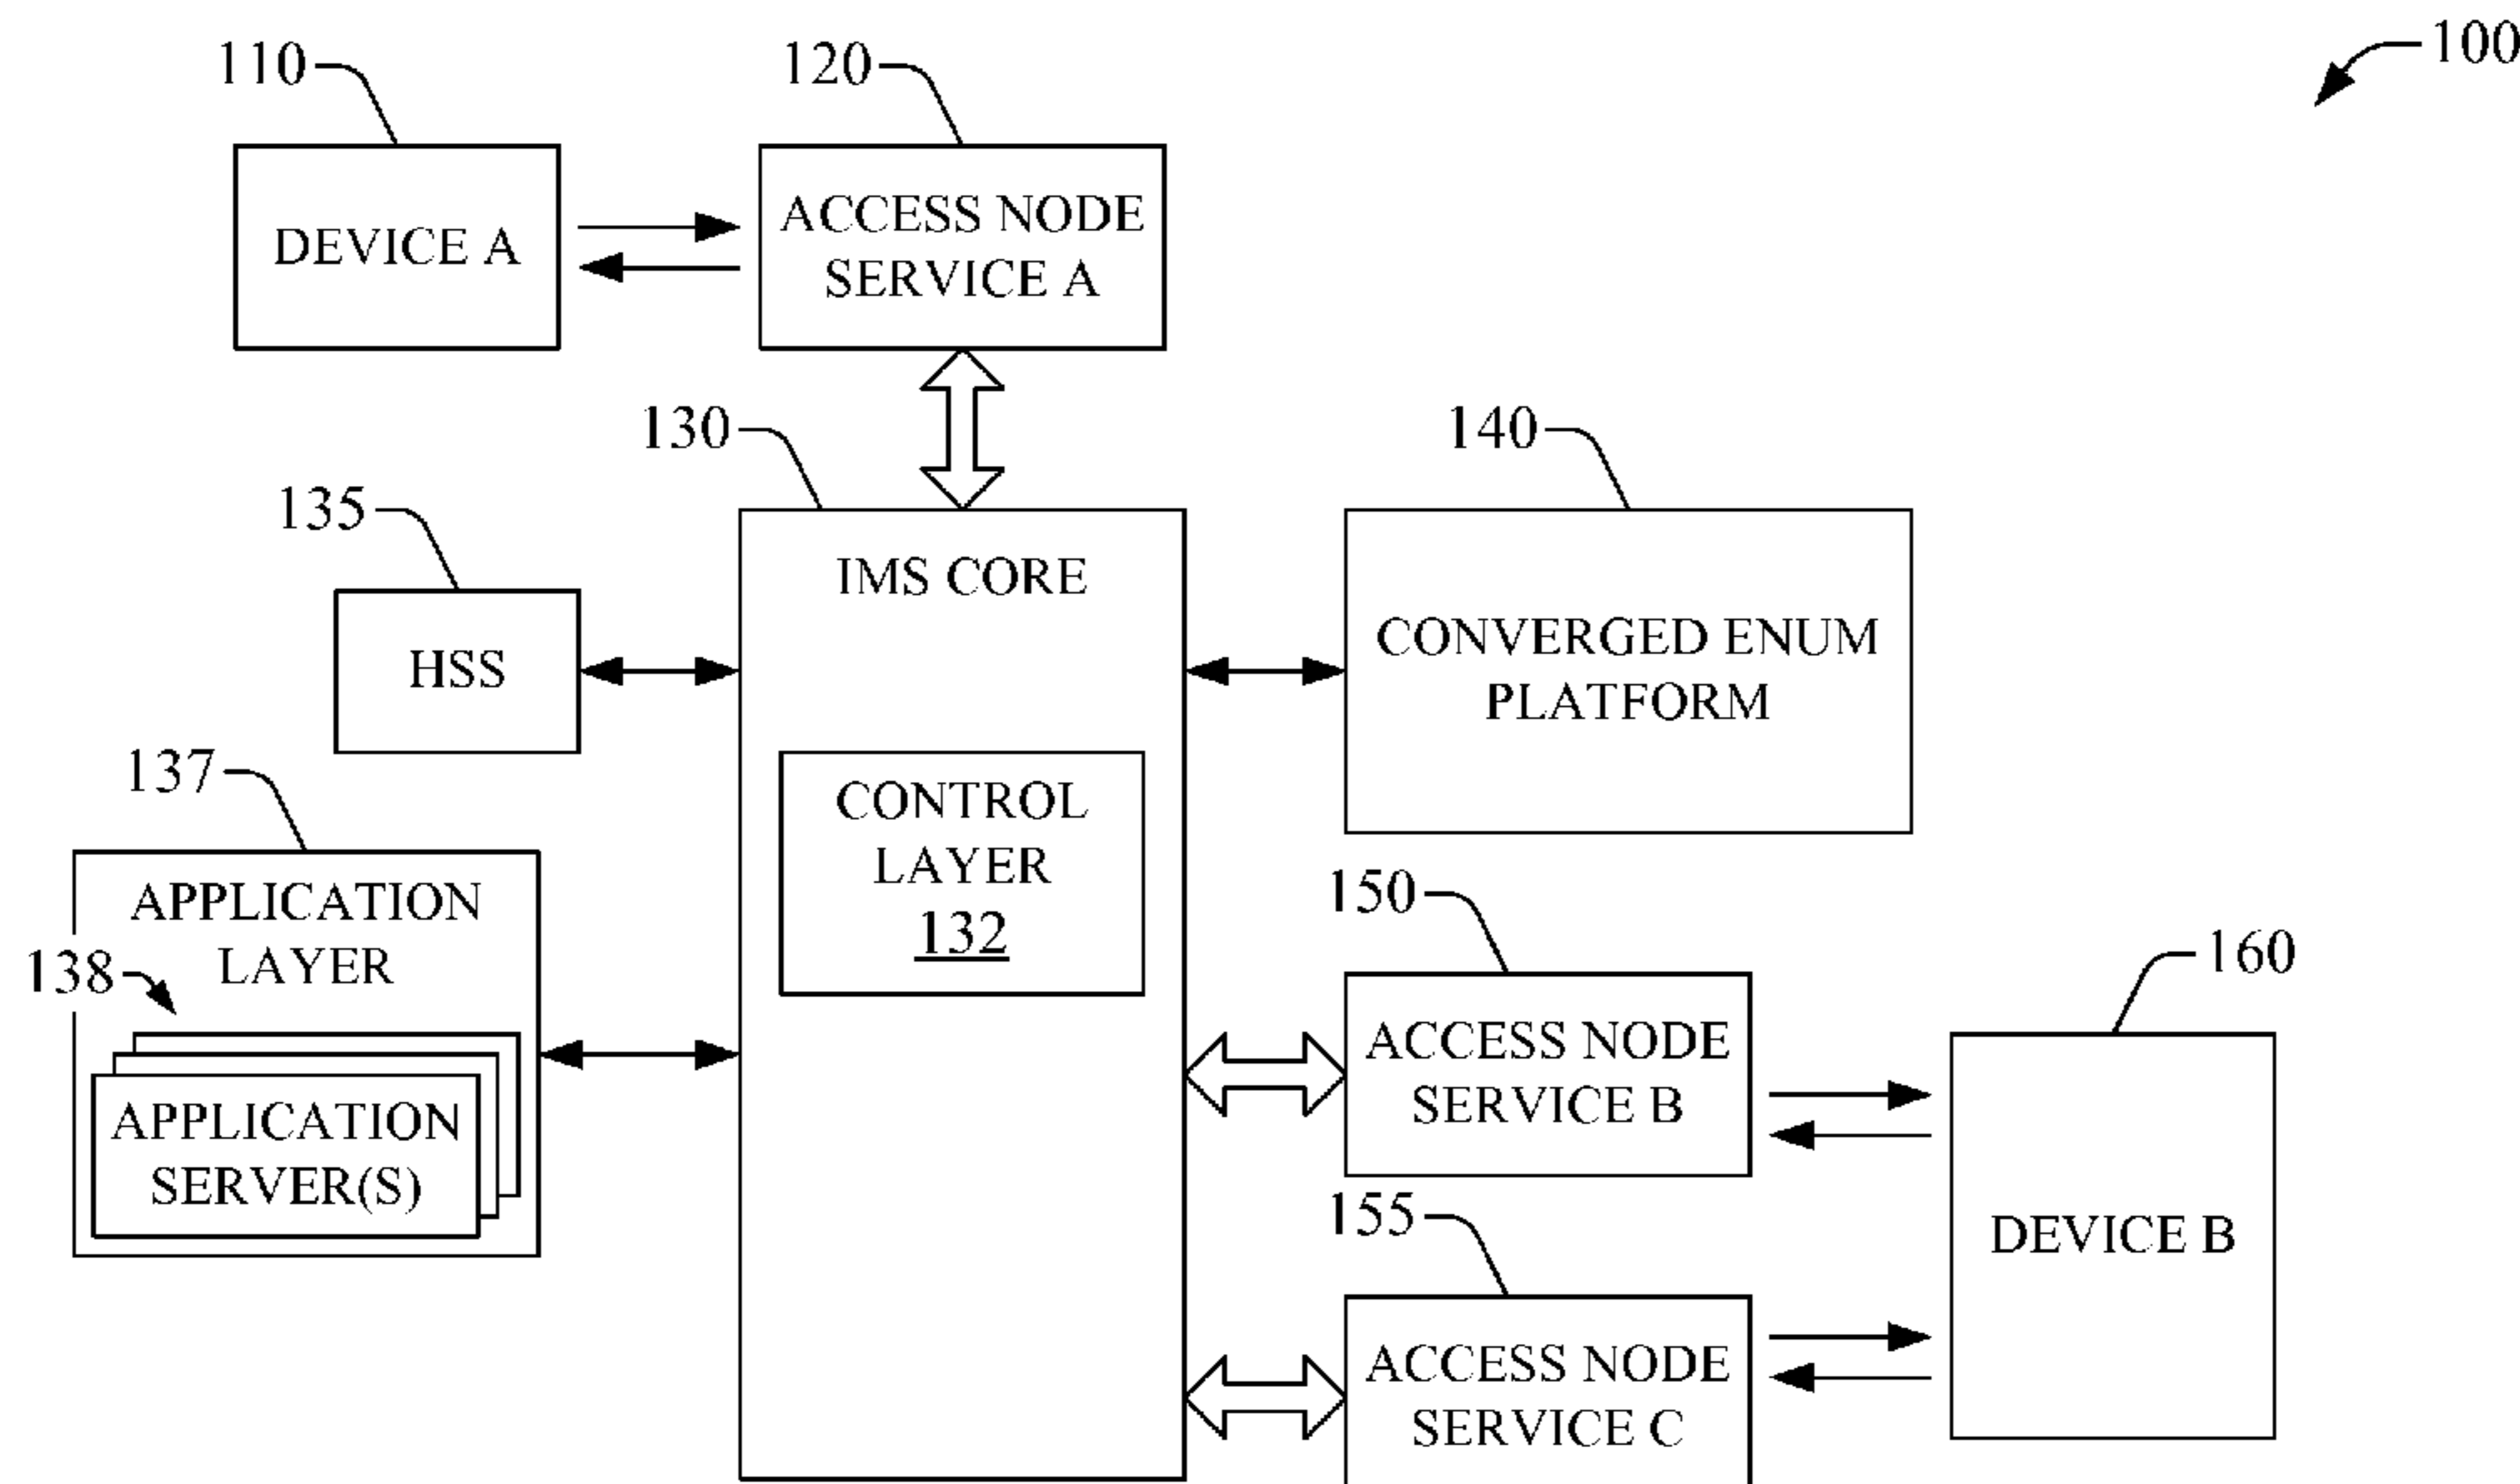 100
110
120
DEVICE A
ACCESS NODE
SERVICE A
130
140
135
IMS CORE
HSS
CONVERGED ENUM
PLATFORM
137
CONTROL
LAYER
132
APPLICATION
LAYER
138
APPLICATION
SERVER(S)
150
160
ACCESS NODE
SERVICE B
155
DEVICE B
ACCESS NODE
SERVICE C